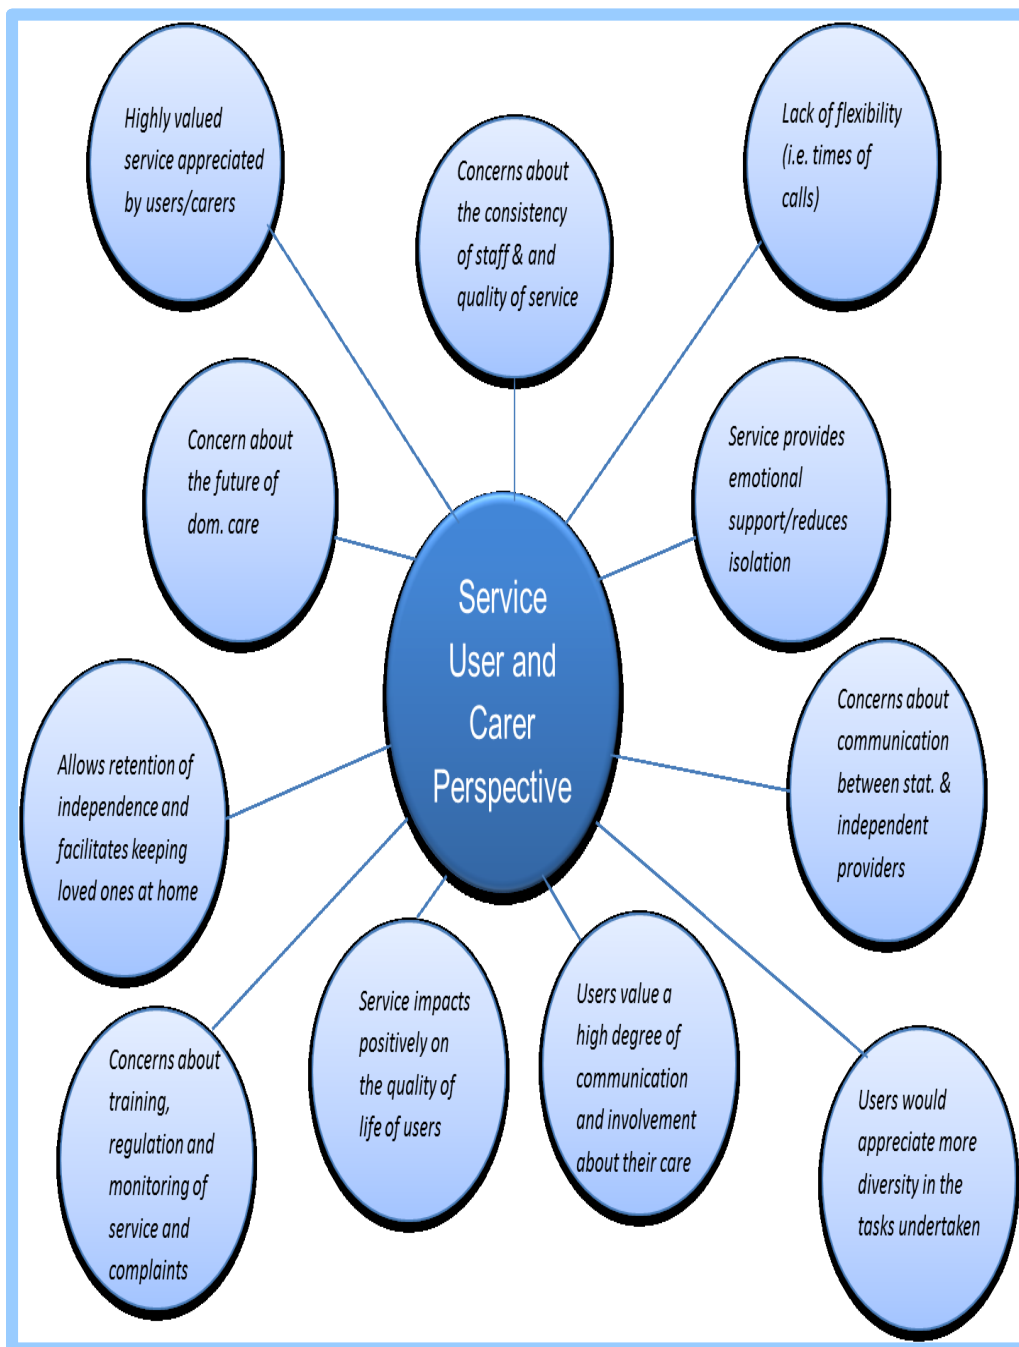 Highly valued
service appreciated
by users/carers
Concerns about
the consistency
of staff & and
quality of service
Lack of flexibility
(i.e. times of
calls)
Concern about
the future of
dom. care
Service provides
emotional
support/reduces
isolation
Service
User and
Carer
Perspective
Allows retention of
independence and
facilitates keeping
loved ones at home
Concerns about
communication
between stat. &
independent
providers
Concerns about
training,
regulation and
monitoring of
service and
complaints
Service impacts
positively on
the quality of
life of users
Users value a
high degree of
communication
and involvement
about their care
Users would
appreciate more
diversity in the
tasks undertaken